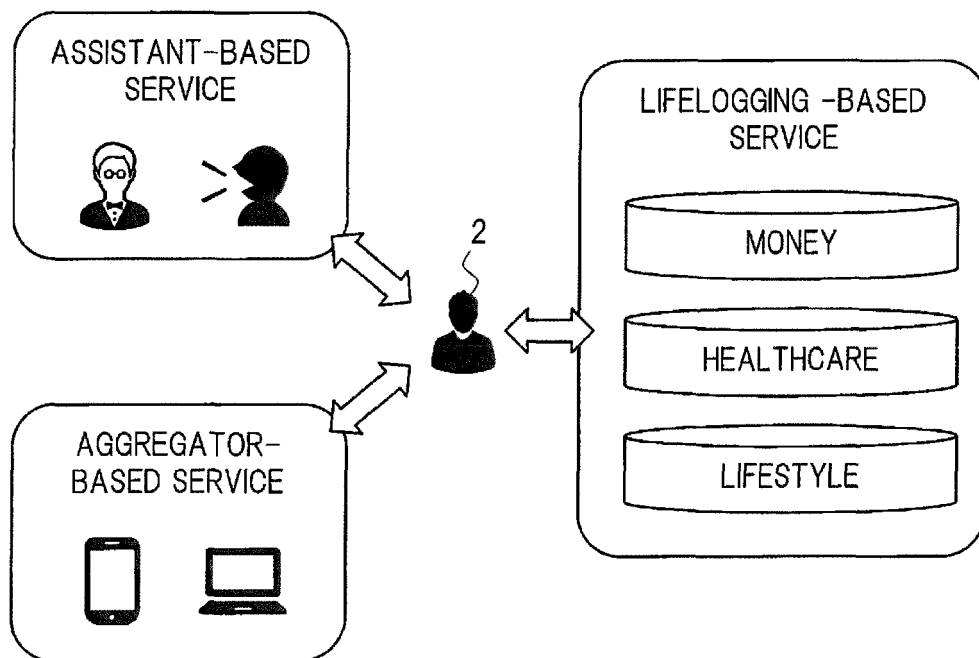 ASSISTANT-BASED
SERVICE
LIFELOGGING -BASED
SERVICE
MONEY
HEALTHCARE
LIFESTYLE
2
AGGREGATOR-
BASED SERVICE